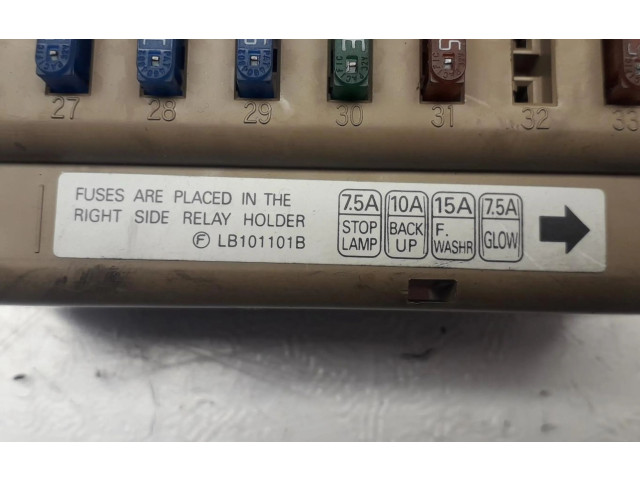 27 28 29 30 31 32 33
FUSES ARE PLACED IN THE
RIGHT SIDE RELAY HOLDER
Ⓕ LB101101B
7.5A 10A 15A 7.5A
STOP LAMP BACK UP F. WASHR GLOW